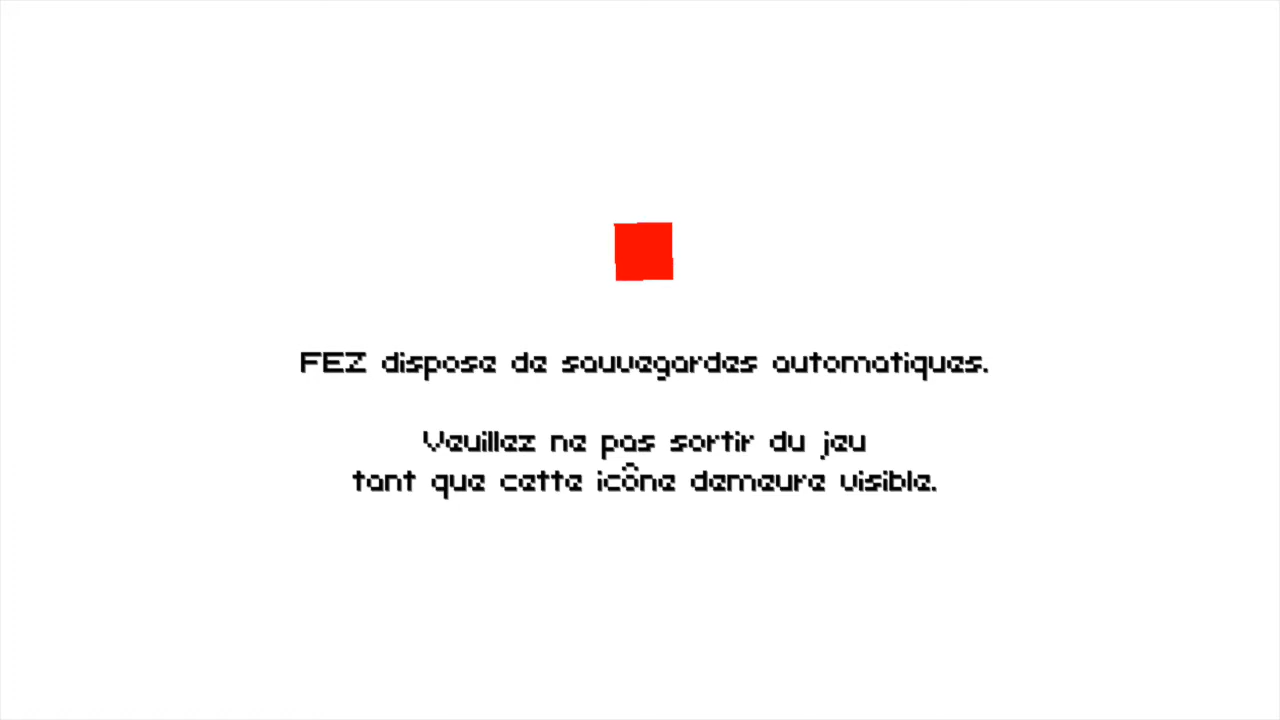 FEZ dispose de sauvegardes automatiques.
Veuillez ne pas sortir du jeu
tant que cette icône demeure visible.